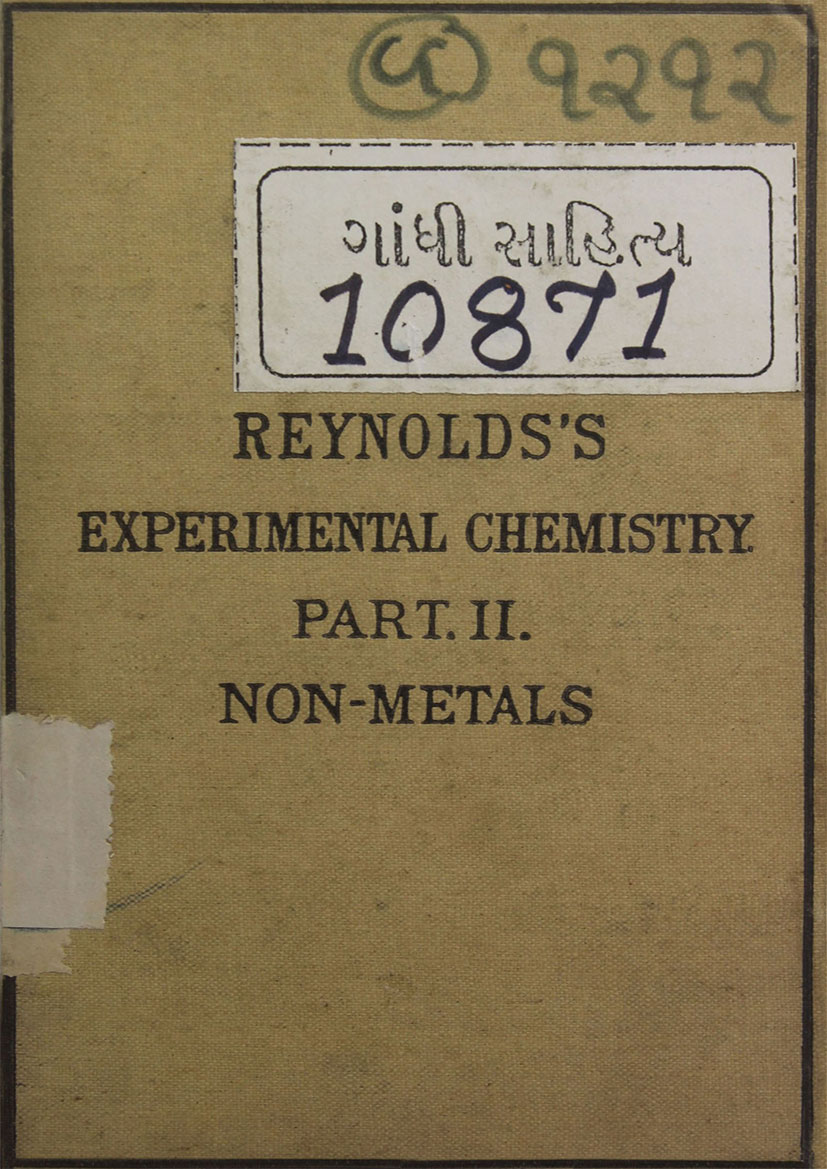 વ ૧૨૧૨
ગાંધી સાહિત્ય
10871
REYNOLDS'S
EXPERIMENTAL CHEMISTRY.
PART. II.
NON-METALS